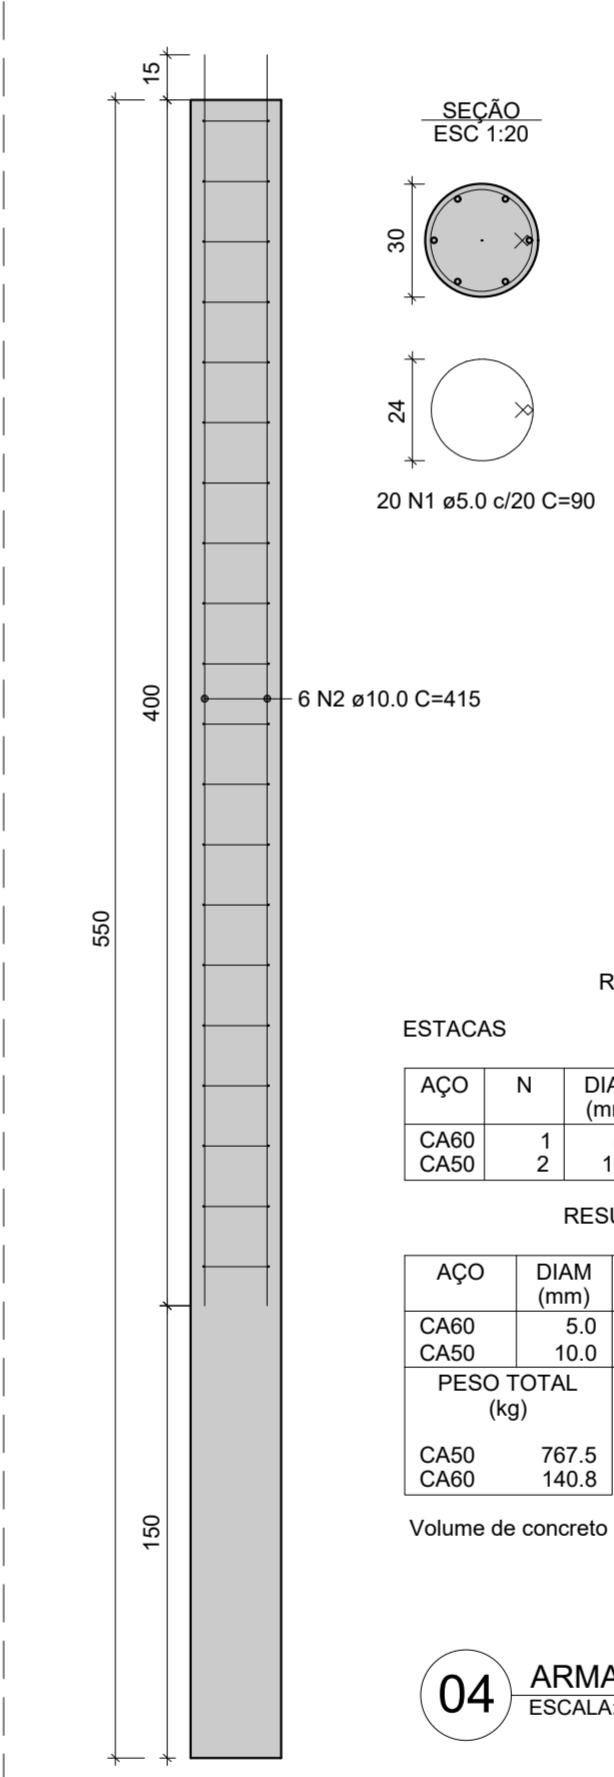 15
SEÇÃO
ESC 1:20
30
24
20 N1 ø5.0 c/20 C=90
400
6 N2 ø10.0 C=415
550
ESTACAS
AÇO N
CA60 1
CA50 2
AÇO DIAM
(mm)
CA60 5.0
CA50 10.0
PESO TOTAL
(kg)
CA50 767.5
CA60 140.8
150
Volume de concreto
04